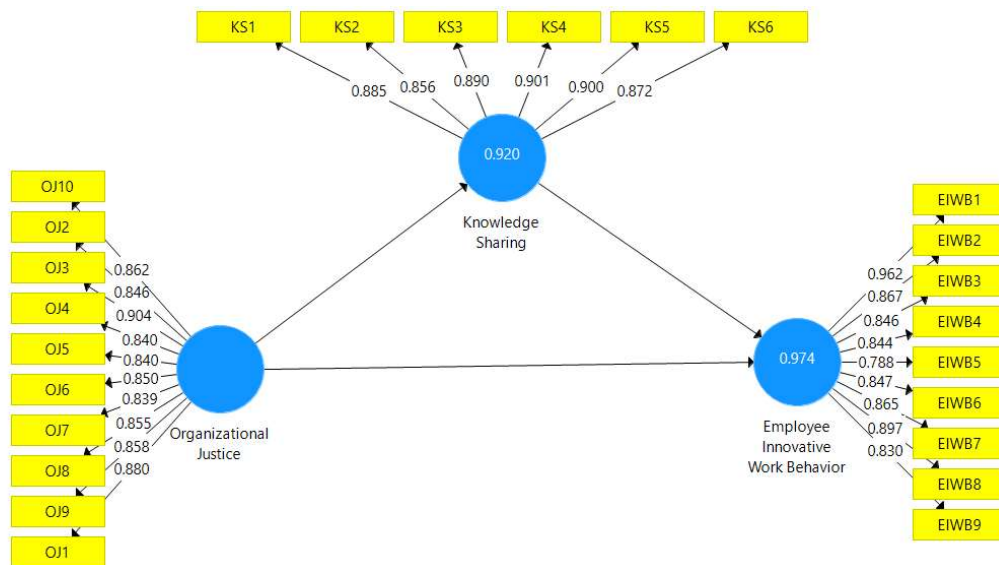 KS1 KS2 KS3 KS4 KS5 KS6
0.885 0.856 0.890 0.901 0.900 0.872
0.920
Knowledge
Sharing
OJ10
OJ2
OJ3
OJ4
OJ5
OJ6
OJ7
OJ8
OJ9
OJ1
0.862
0.846
0.904
0.840
0.840
0.850
0.839
0.855
0.858
0.880
Organizational
Justice
0.974
Employee
Innovative
Work Behavior
0.962
0.867
0.846
0.844
0.788
0.847
0.865
0.897
0.830
EIWB1
EIWB2
EIWB3
EIWB4
EIWB5
EIWB6
EIWB7
EIWB8
EIWB9